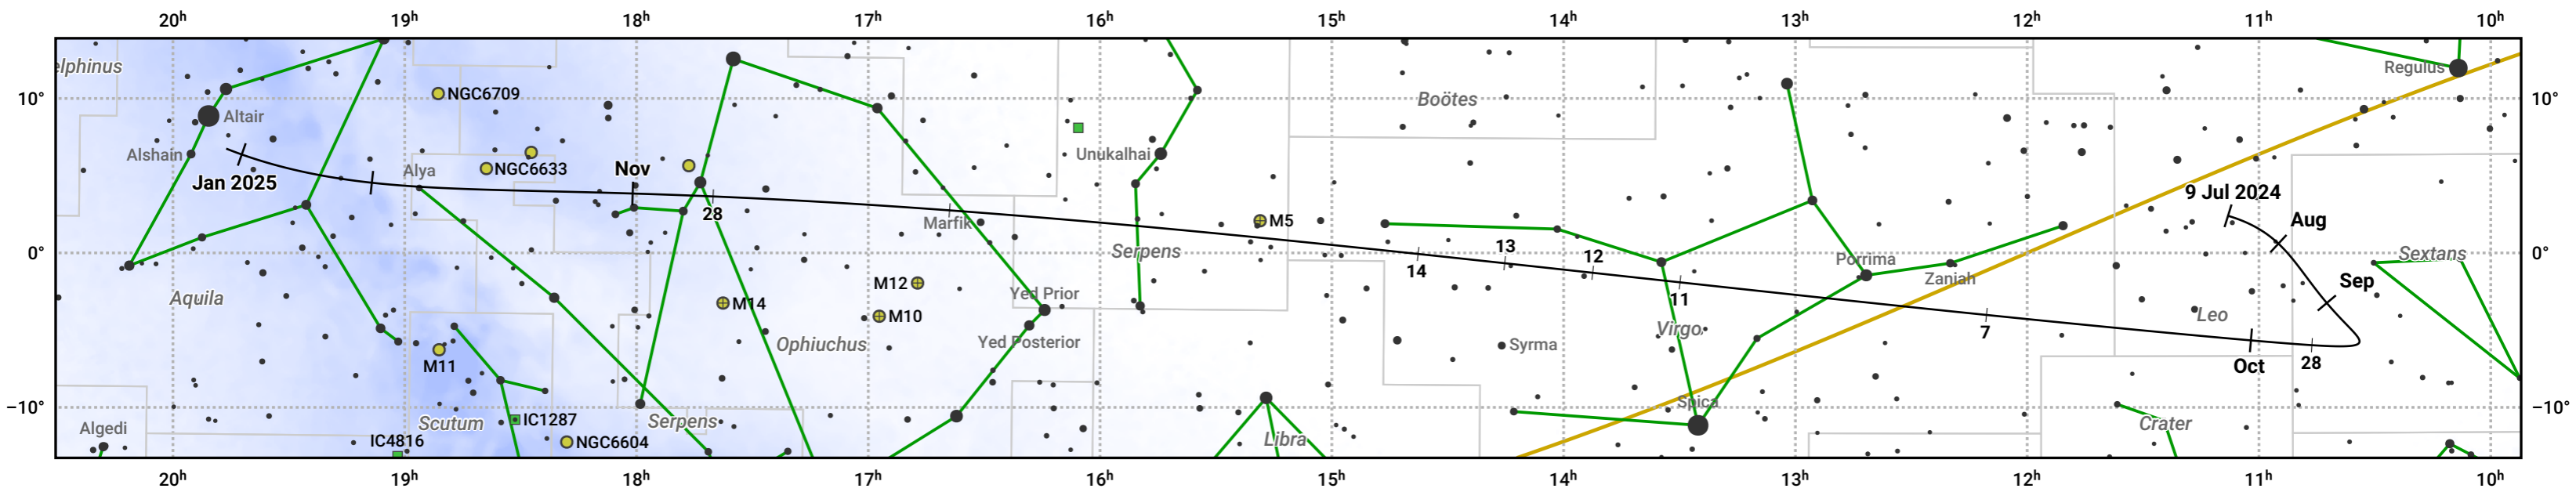 20h 19h 18h 17h 16h 15h 14h 13h 12h 11h 10h
elphinus
Regulus
10° NGC6709 Boötes 10°
Altair
Alshain Unukalhai
NGC6633 Nov
Alya
Jan 2025 9 Jul 2024
28 Aug
Marfik M5
0° Serpens 13 12 Porrima Sextans 0°
14 Zaniah
M12 Sep
Aquila Yed Prior 11
M14 M10 Virgo Leo
Ophiuchus Yed Posterior Syrma 7
M11 Oct 28
−10° Spica −10°
IC1287 Serpens
Scutum Crater
Algedi IC4816 NGC6604 Libra
20h 19h 18h 17h 16h 15h 14h 13h 12h 11h 10h